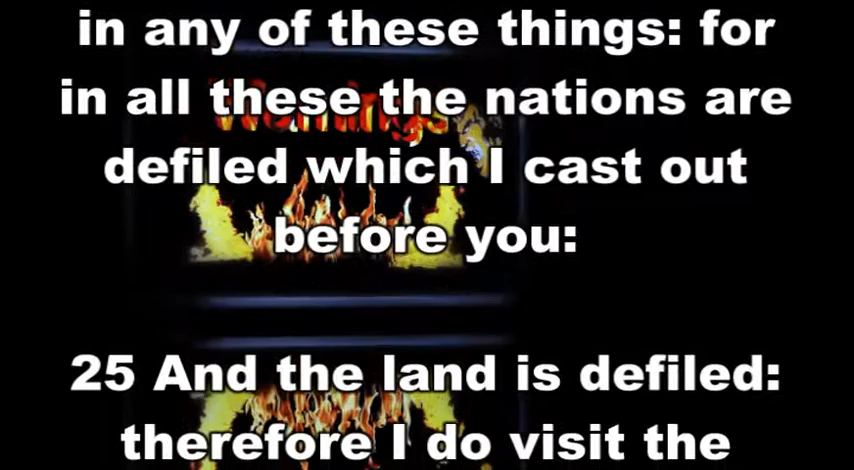 in any of these things: for
in all these the nations are
Warnings
defiled which I cast out
before you:
25 And the land is defiled:
therefore I do visit the